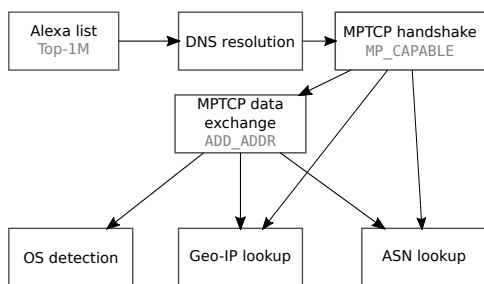 Alexa list
Top-1M
DNS resolution
MPTCP handshake
MP_CAPABLE
MPTCP data
exchange
ADD_ADDR
OS detection
Geo-IP lookup
ASN lookup